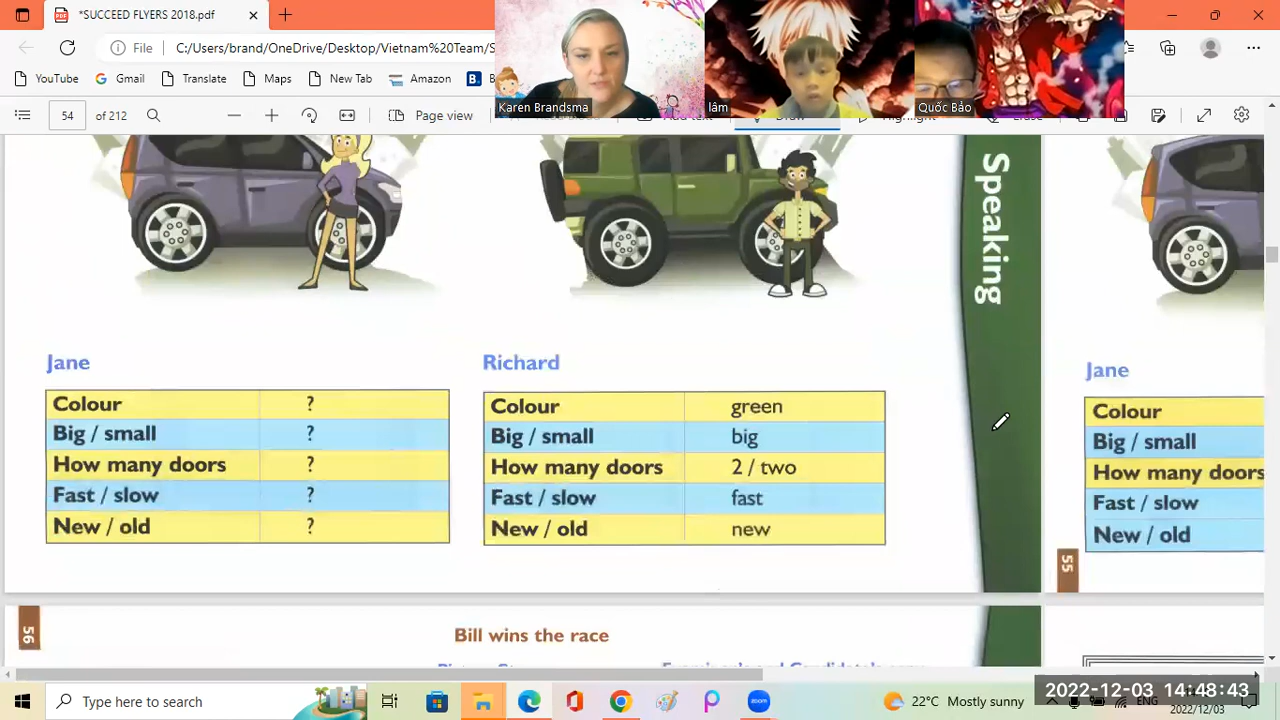 *SUCCEED FLYERS 2018.pdf
File
C:/Users/brand/OneDrive/Desktop/Vietnam%20Team/S
YouTube
Gmail
Translate
Maps
New Tab
Amazon
Karen Brandsma
lâm
Quốc Bảo
54
of 212
Page view
Draw
Speaking
Jane
Richard
Jane
Colour ?
Big / small ?
How many doors ?
Fast / slow ?
New / old ?
Colour green
Big / small big
How many doors 2 / two
Fast / slow fast
New / old new
Colour
Big / small
How many doors
Fast / slow
New / old
55
56
Bill wins the race
Type here to search
22°C Mostly sunny
ENG
2022-12-03 14:48:43
2022/12/03